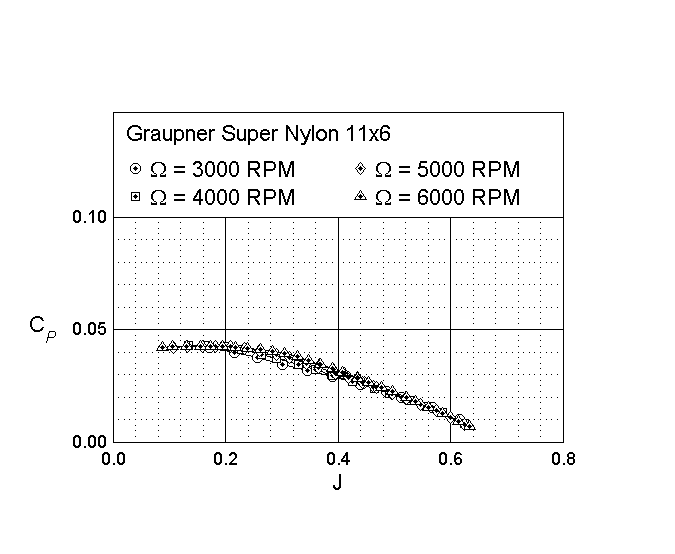 Graupner Super Nylon 11x6
Ω = 3000 RPM
Ω = 5000 RPM
Ω = 4000 RPM
Ω = 6000 RPM
0.10
C_P
0.05
0.00
0.0 0.2 0.4 0.6 0.8
J